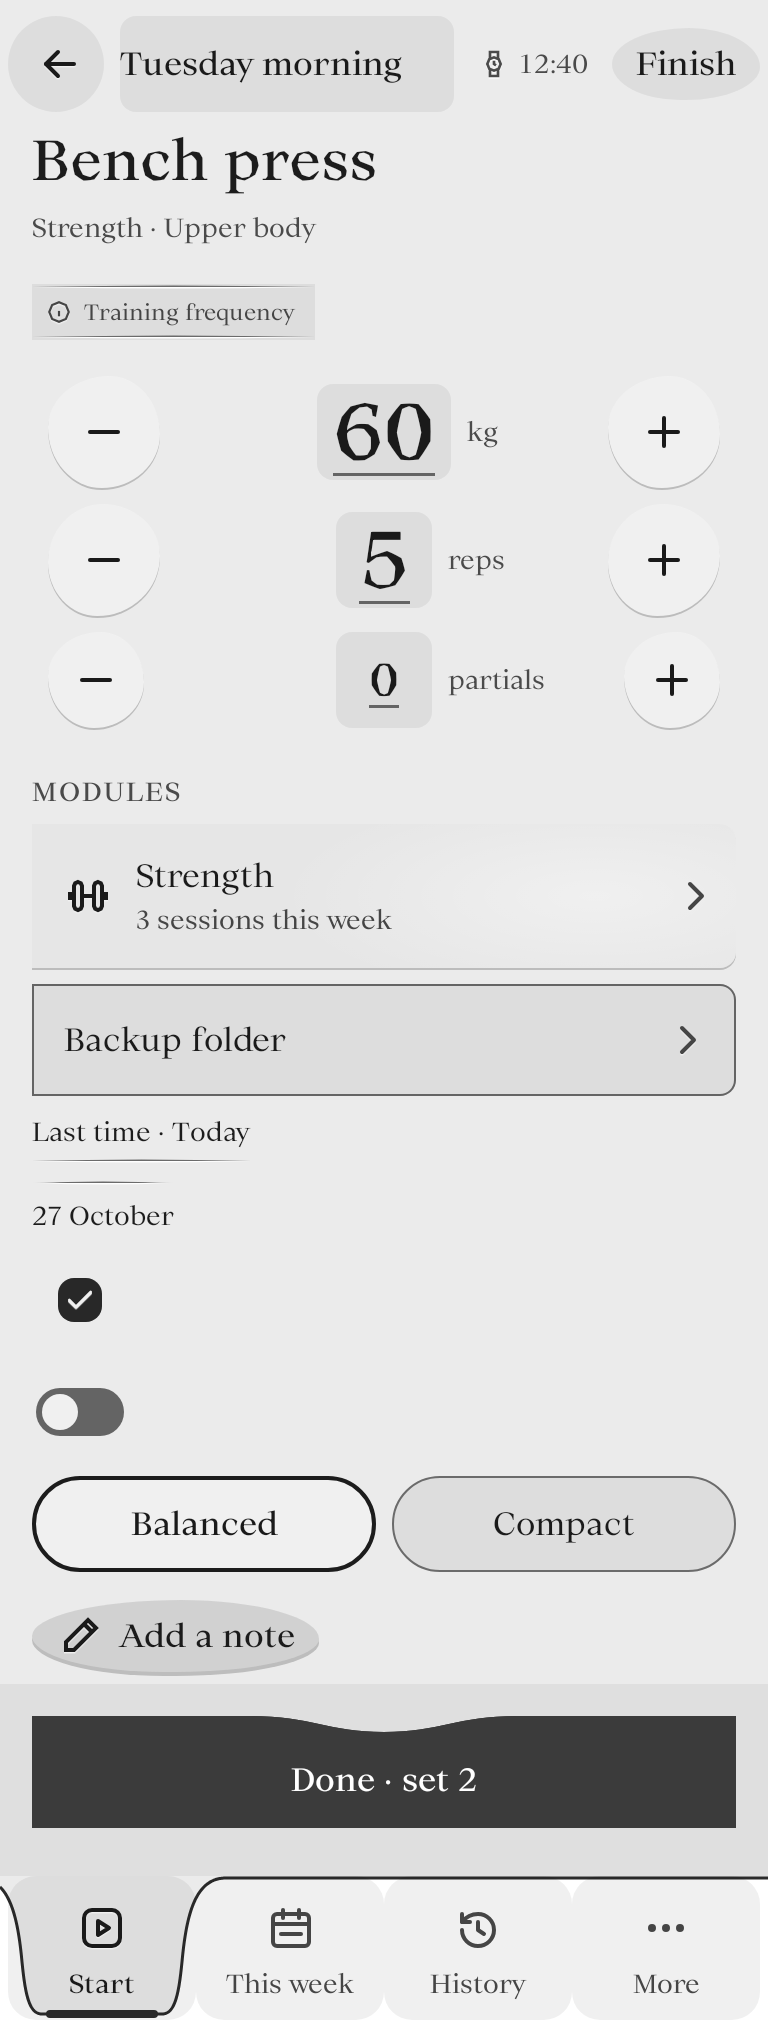 Tuesday morning
12:40
Finish
Bench press
Strength · Upper body
Training frequency
60 kg
5 reps
0 partials
MODULES
Strength
3 sessions this week
Backup folder
Last time · Today
27 October
Balanced
Compact
Add a note
Done · set 2
Start
This week
History
More